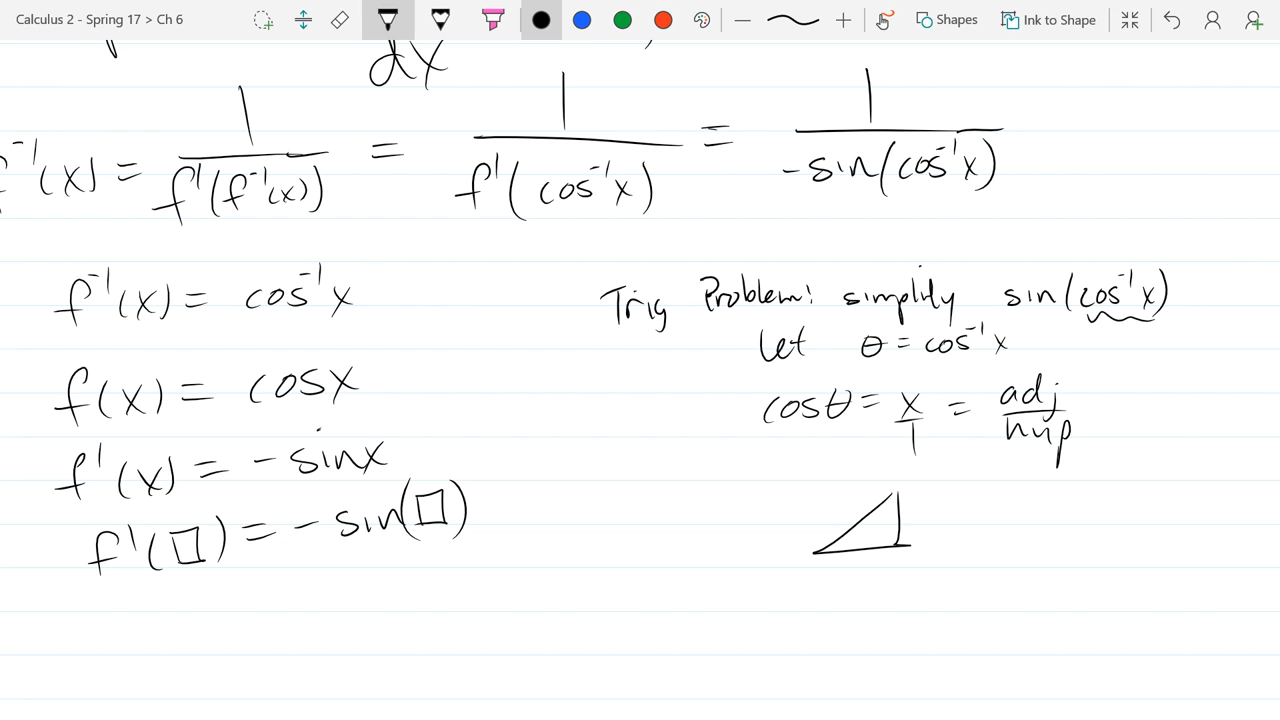 Calculus 2 - Spring 17 > Ch 6
Shapes
Ink to Shape
dx
f⁻¹(x) = 1/f'(f⁻¹(x)) = 1/f'(cos⁻¹x) = 1/-sin(cos⁻¹x)
f⁻¹(x) = cos⁻¹x
f(x) = cosx
f'(x) = -sinx
f'(□) = -sin(□)
Trig Problem: simplify sin(cos⁻¹x)
Let θ = cos⁻¹x
cosθ = x/1 = adj/hyp